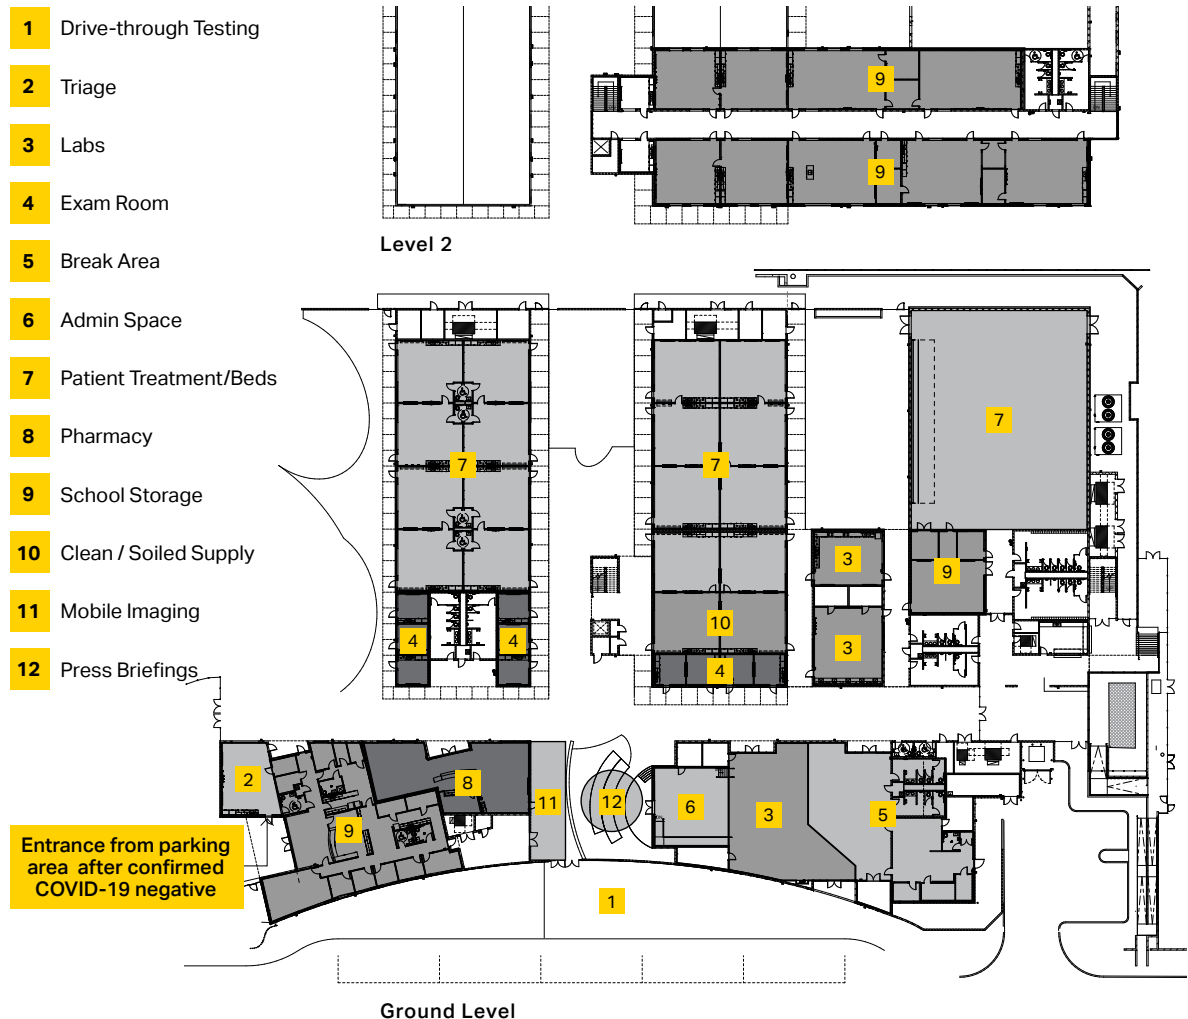 1 Drive-through Testing
2 Triage
3 Labs
4 Exam Room
5 Break Area
6 Admin Space
7 Patient Treatment/Beds
8 Pharmacy
9 School Storage
10 Clean / Soiled Supply
11 Mobile Imaging
12 Press Briefings
9
9
Level 2
7
7
7
3
9
10
4
4
3
4
2
8
11
12
6
3
5
9
Entrance from parking
area after confirmed
COVID-19 negative
1
Ground Level